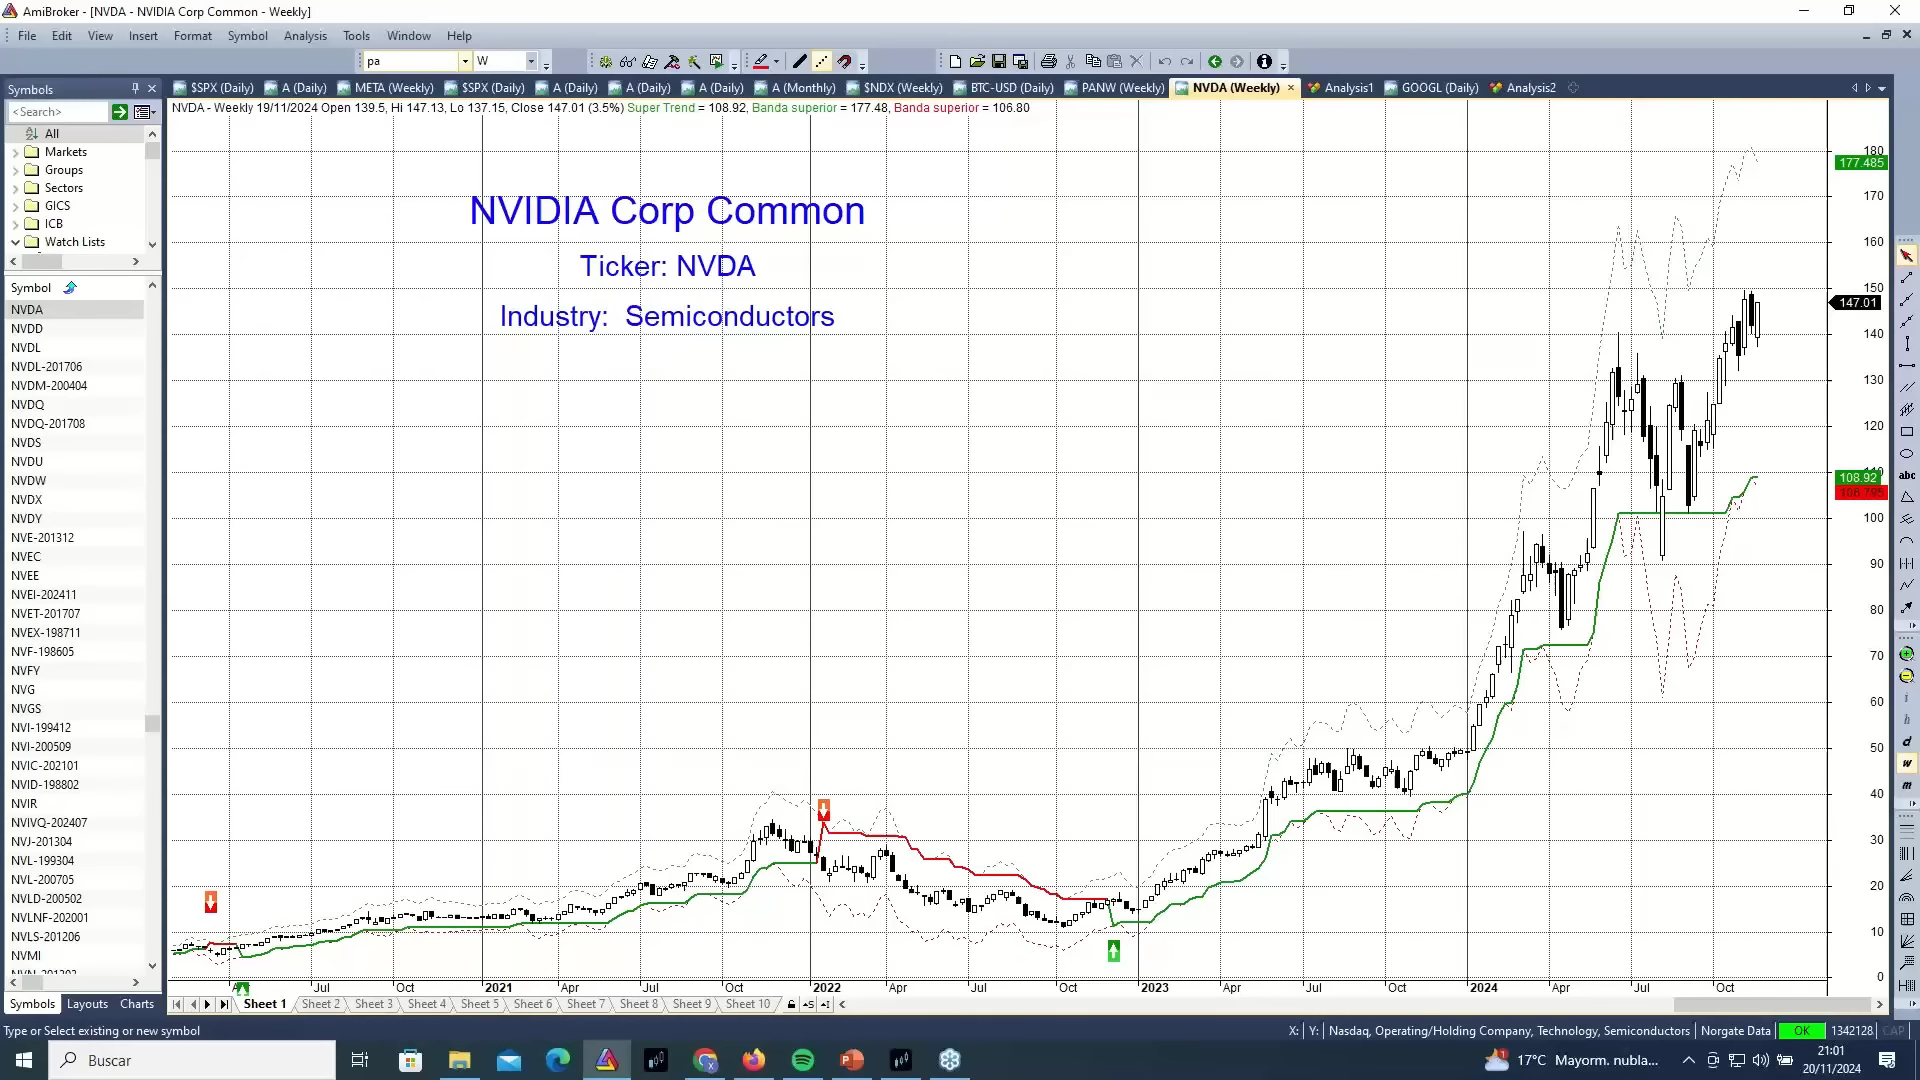 AmiBroker - [NVDA - NVIDIA Corp Common - Weekly]
File Edit View Insert Format Symbol Analysis Tools Window Help
pa W
Symbols
$SPX (Daily) A (Daily) META (Weekly) $SPX (Daily) A (Daily) A (Daily) A (Daily) A (Monthly) $NDX (Weekly) BTC-USD (Daily) PANW (Weekly) NVDA (Weekly) Analysis1 GOOGL (Daily) Analysis2
<Search>
NVDA - Weekly 19/11/2024 Open 139.5, Hi 147.13, Lo 137.15, Close 147.01 (3.5%) Super Trend = 108.92, Banda superior = 177.48, Banda superior = 106.80
All
Markets
Groups
Sectors
GICS
ICB
Watch Lists
Symbol
NVDA
NVDD
NVDL
NVDL-201706
NVDM-200404
NVDQ
NVDQ-201708
NVDS
NVDU
NVDW
NVDX
NVDY
NVE-201312
NVEC
NVEE
NVEI-202411
NVET-201707
NVEX-198711
NVF-198605
NVFY
NVG
NVGS
NVI-199412
NVI-200509
NVIC-202101
NVID-198802
NVIR
NVIVQ-202407
NVJ-201304
NVL-199304
NVL-200705
NVLD-200502
NVLNF-202001
NVLS-201206
NVMI
NVIDIA Corp Common
Ticker: NVDA
Industry: Semiconductors
180
177.485
170
160
150
147.01
140
130
120
110
108.92
106.795
100
90
80
70
60
50
40
30
20
10
0
Jul Oct 2021 Apr Jul Oct 2022 Apr Jul Oct 2023 Apr Jul Oct 2024 Apr Jul Oct
abc
i
h
d
w
m
Symbols Layouts Charts
Sheet 1 Sheet 2 Sheet 3 Sheet 4 Sheet 5 Sheet 6 Sheet 7 Sheet 8 Sheet 9 Sheet 10
Type or Select existing or new symbol
X: Y: Nasdaq, Operating/Holding Company, Technology, Semiconductors Norgate Data OK 1342128 CAP
Buscar
17°C Mayorm. nubla...
21:01
20/11/2024